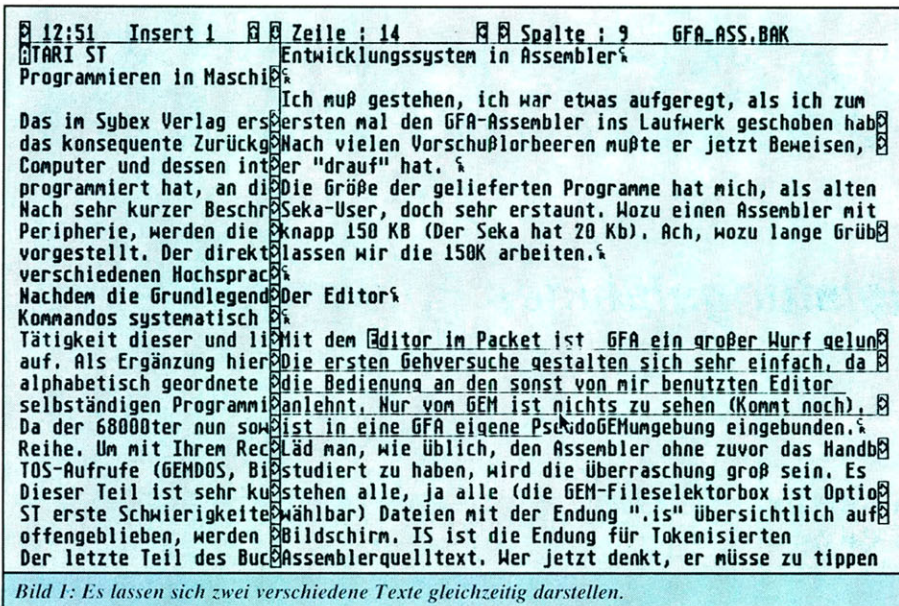 12:51 Insert 1 Zeile : 14 Spalte : 9 GFA_ASS.BAK
ATARI ST
Programmieren in Maschi
Das im Sybex Verlag ers
das konsequente Zurückg
Computer und dessen int
programmiert hat, an di
Nach sehr kurzer Beschr
Peripherie, werden die
vorgestellt. Der direkt
verschiedenen Hochsprac
Nachdem die Grundlegend
Kommandos systematisch
Tätigkeit dieser und li
auf. Als Ergänzung hier
alphabetisch geordnete
selbständigen Programmi
Da der 68000ter nun sow
Reihe. Um mit Ihrem Rec
TOS-Aufrufe (GEMDOS, Bi
Dieser Teil ist sehr ku
ST erste Schwierigkeite
offengeblieben, werden
Der letzte Teil des Buc
Entwicklungssystem in Assembler
Ich muß gestehen, ich war etwas aufgeregt, als ich zum
ersten mal den GFA-Assembler ins Laufwerk geschoben hab
Nach vielen Vorschußlorbeeren mußte er jetzt Beweisen,
er "drauf" hat.
Die Größe der gelieferten Programme hat mich, als alten
Seka-User, doch sehr erstaunt. Wozu einen Assembler mit
knapp 150 KB (Der Seka hat 20 Kb). Ach, wozu lange Grüb
lassen wir die 150K arbeiten.
Der Editor
Mit dem Editor im Packet ist GFA ein großer Wurf gelun
Die ersten Gehversuche gestalten sich sehr einfach, da
die Bedienung an den sonst von mir benutzten Editor
anlehnt. Nur vom GEM ist nichts zu sehen (Kommt noch).
ist in eine GFA eigene PseudoGEMumgebung eingebunden.
Läd man, wie üblich, den Assembler ohne zuvor das Handb
studiert zu haben, wird die Überraschung groß sein. Es
stehen alle, ja alle (die GEM-Fileselektorbox ist Optio
wählbar) Dateien mit der Endung ".is" übersichtlich auf
Bildschirm. IS ist die Endung für Tokenisierten
Assemblerquelltext. Wer jetzt denkt, er müsse zu tippen
Bild 1: Es lassen sich zwei verschiedene Texte gleichzeitig darstellen.